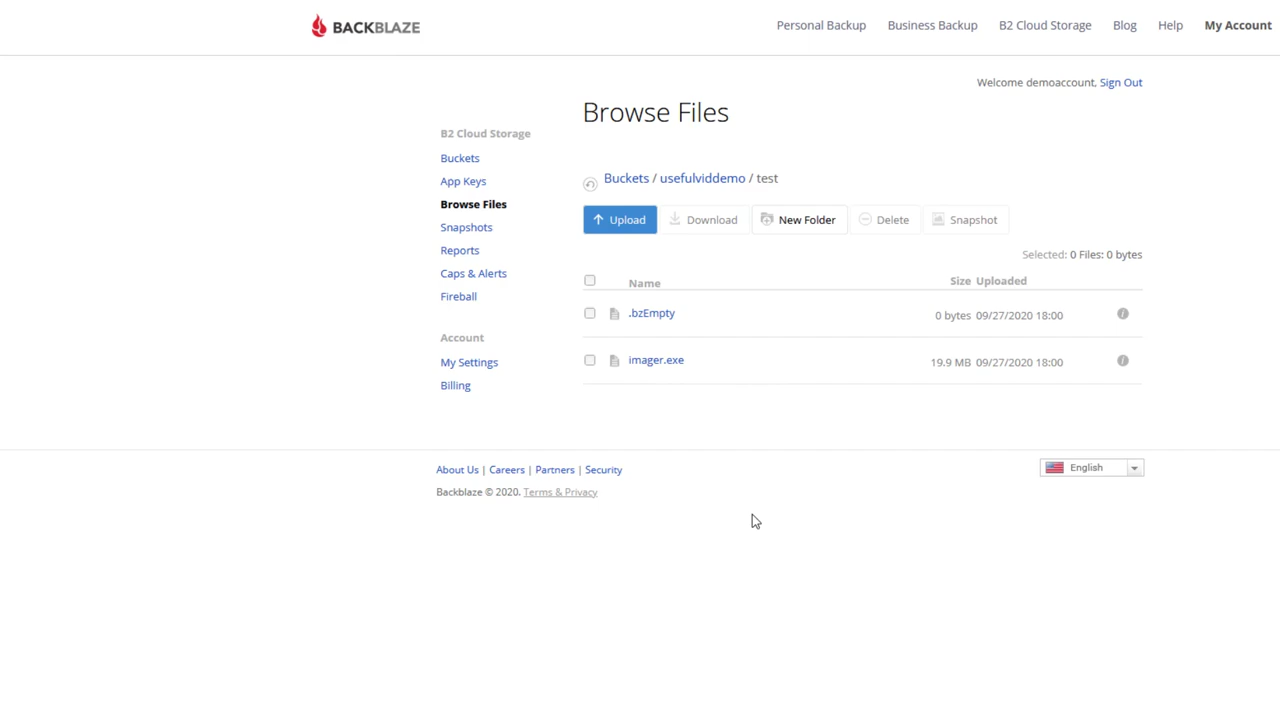 BACKBLAZE
Personal Backup Business Backup B2 Cloud Storage Blog Help My Account
Welcome demoaccount, Sign Out
Browse Files
B2 Cloud Storage
Buckets
App Keys
Browse Files
Snapshots
Reports
Caps & Alerts
Fireball
Account
My Settings
Billing
Buckets / usefulviddemo / test
Upload Download New Folder Delete Snapshot
Selected: 0 Files: 0 bytes
Name Size Uploaded
.bzEmpty 0 bytes 09/27/2020 18:00
imager.exe 19.9 MB 09/27/2020 18:00
About Us | Careers | Partners | Security
English
Backblaze © 2020. Terms & Privacy